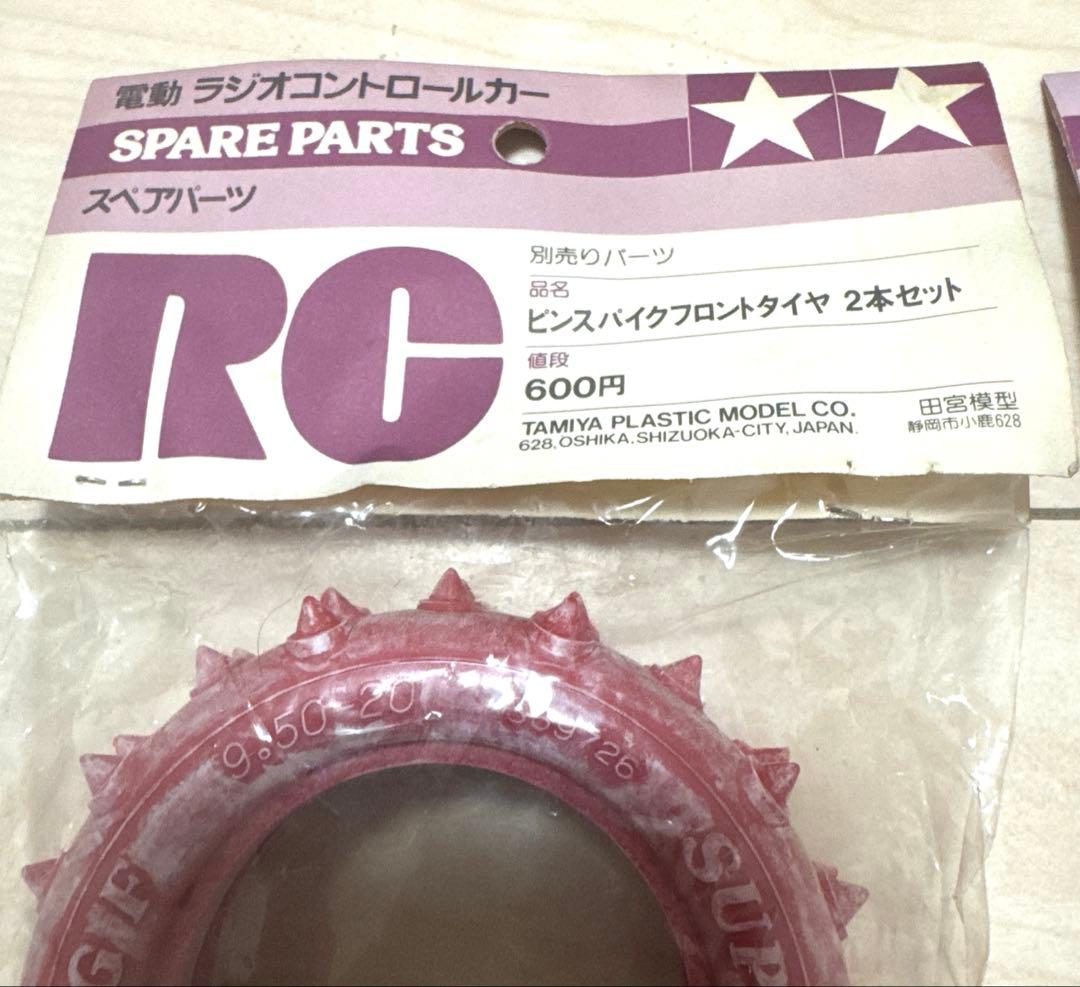 電動 ラジオコントロールカー
SPARE PARTS
スペアパーツ
RC
別売りパーツ
品名
ピンスパイクフロントタイヤ 2本セット
値段
600円
TAMIYA PLASTIC MODEL CO.
628, OSHIKA, SHIZUOKA-CITY, JAPAN.
田宮模型
静岡市小鹿628
9.50 20
26
SUP